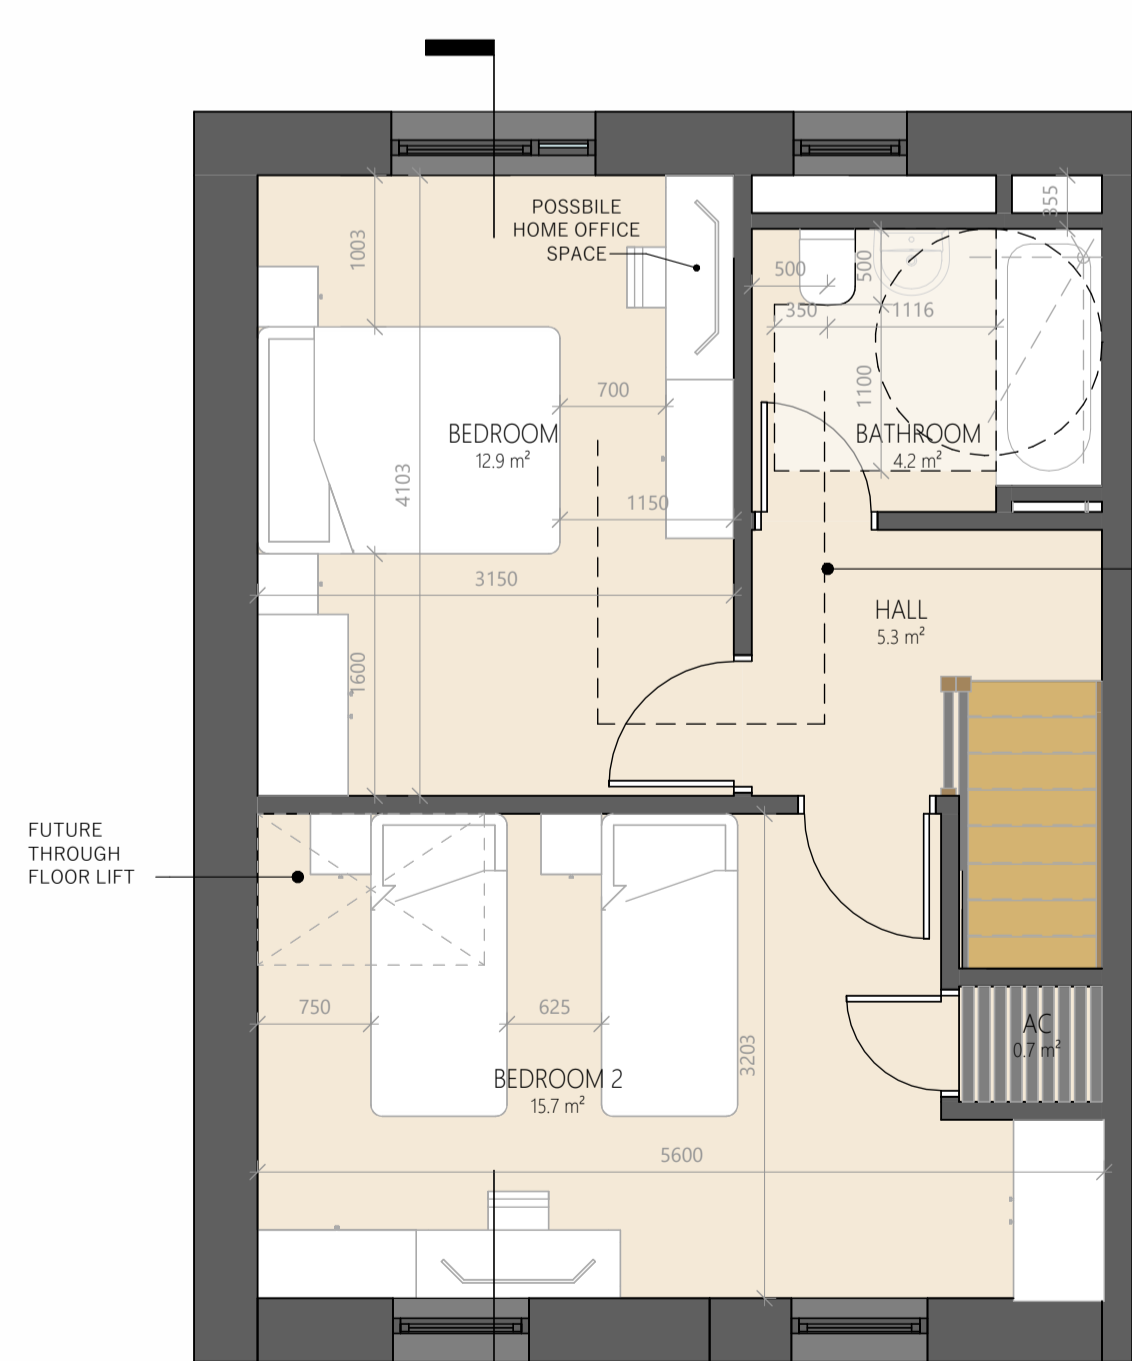 POSSBILE
HOME OFFICE
SPACE
355
1003
500
500
350
1116
700
1100
BEDROOM
12.9 m²
BATHROOM
4.2 m²
4103
1150
3150
HALL
5.3 m²
1600
FUTURE
THROUGH
FLOOR LIFT
750
625
AC
0.7 m²
3203
BEDROOM 2
15.7 m²
5600